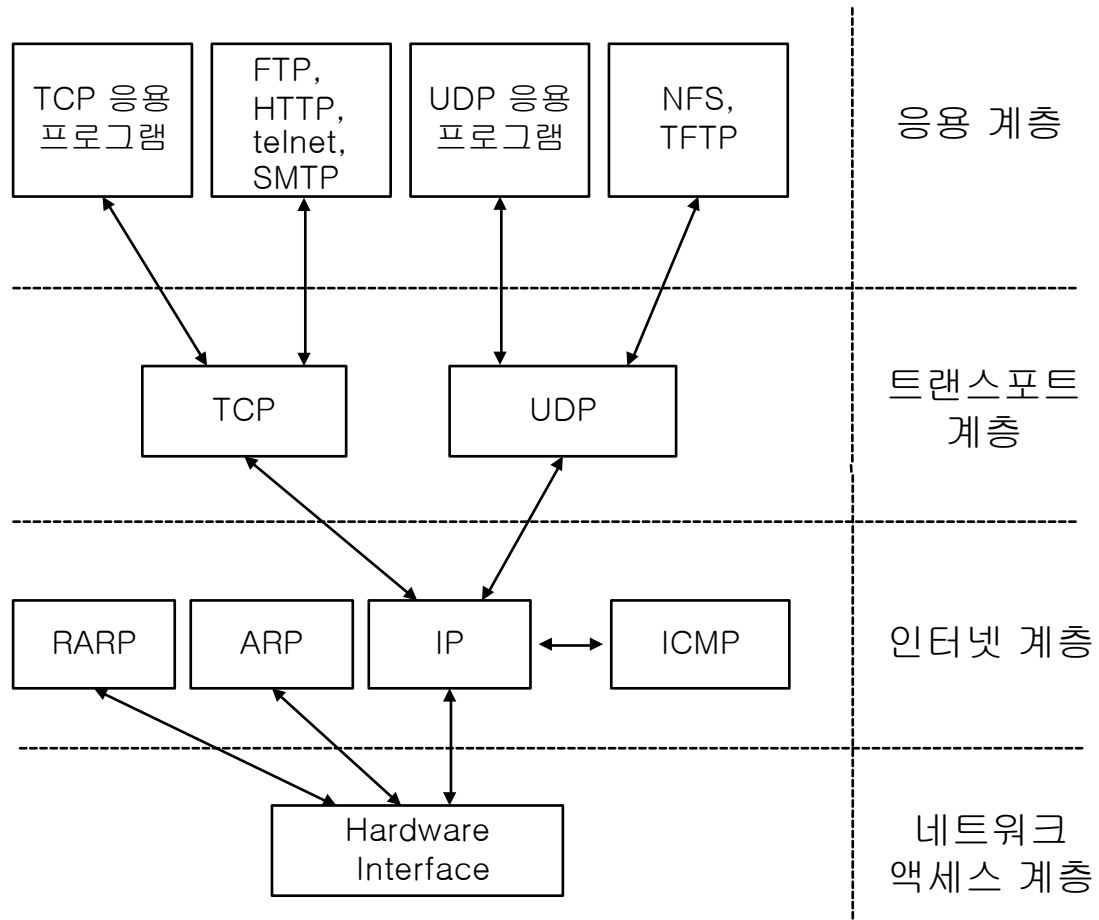 TCP 응용
프로그램
FTP,
HTTP,
telnet,
SMTP
UDP 응용
프로그램
NFS,
TFTP
응용 계층
TCP
UDP
트랜스포트
계층
RARP
ARP
IP
ICMP
인터넷 계층
Hardware
Interface
네트워크
액세스 계층